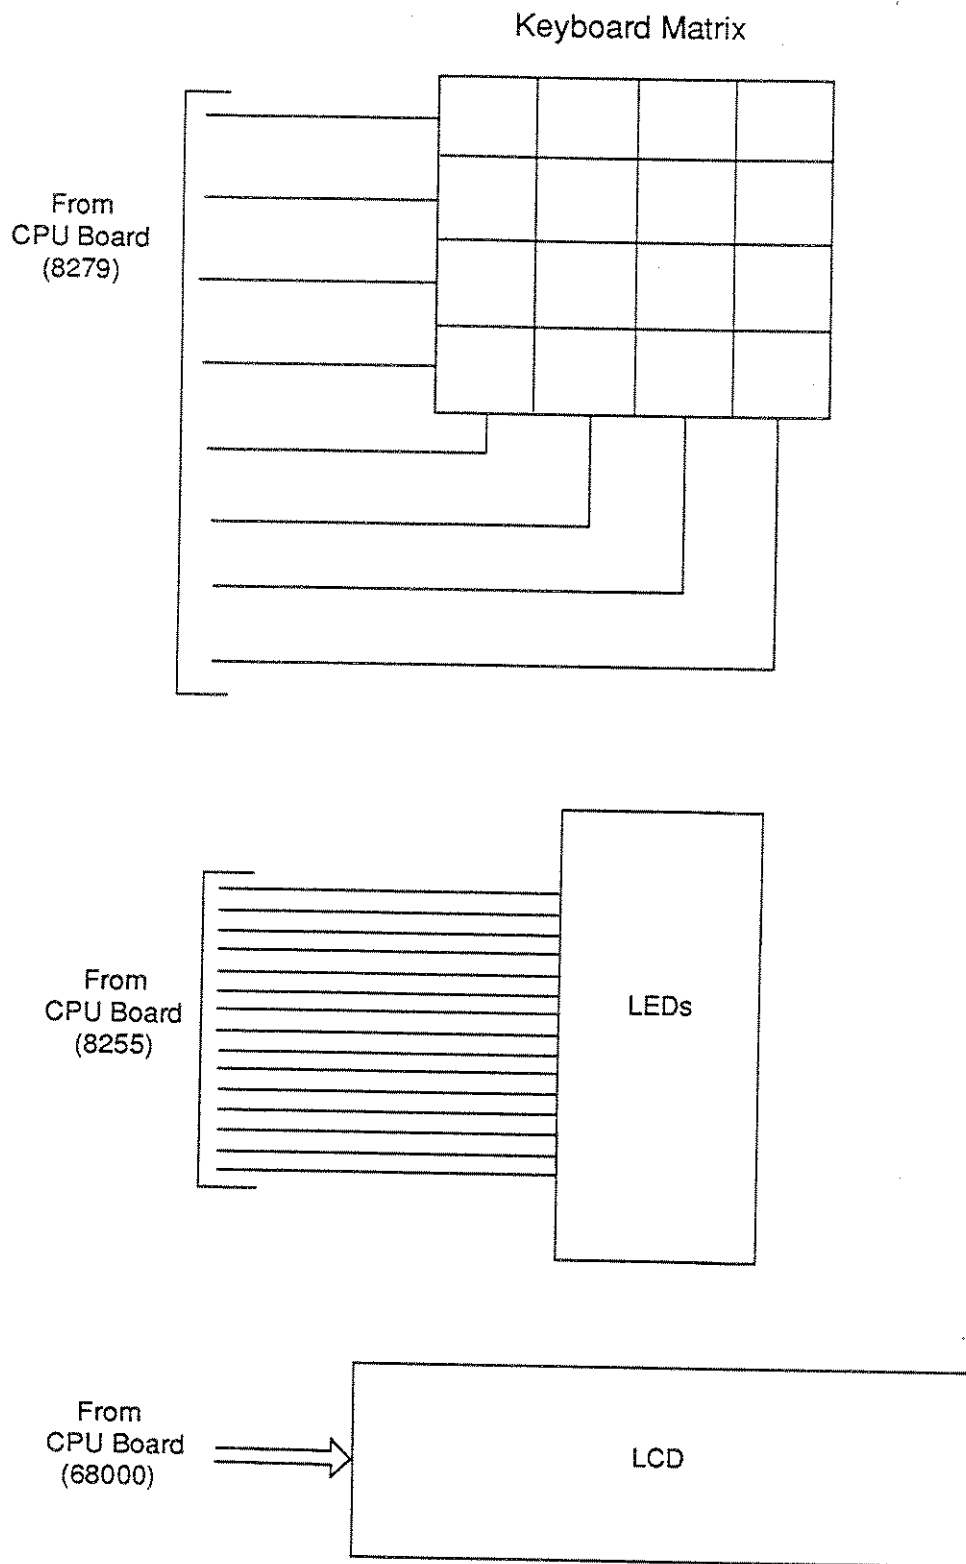 Keyboard Matrix
From
CPU Board
(8279)
From
CPU Board
(8255)
LEDs
From
CPU Board
(68000)
LCD